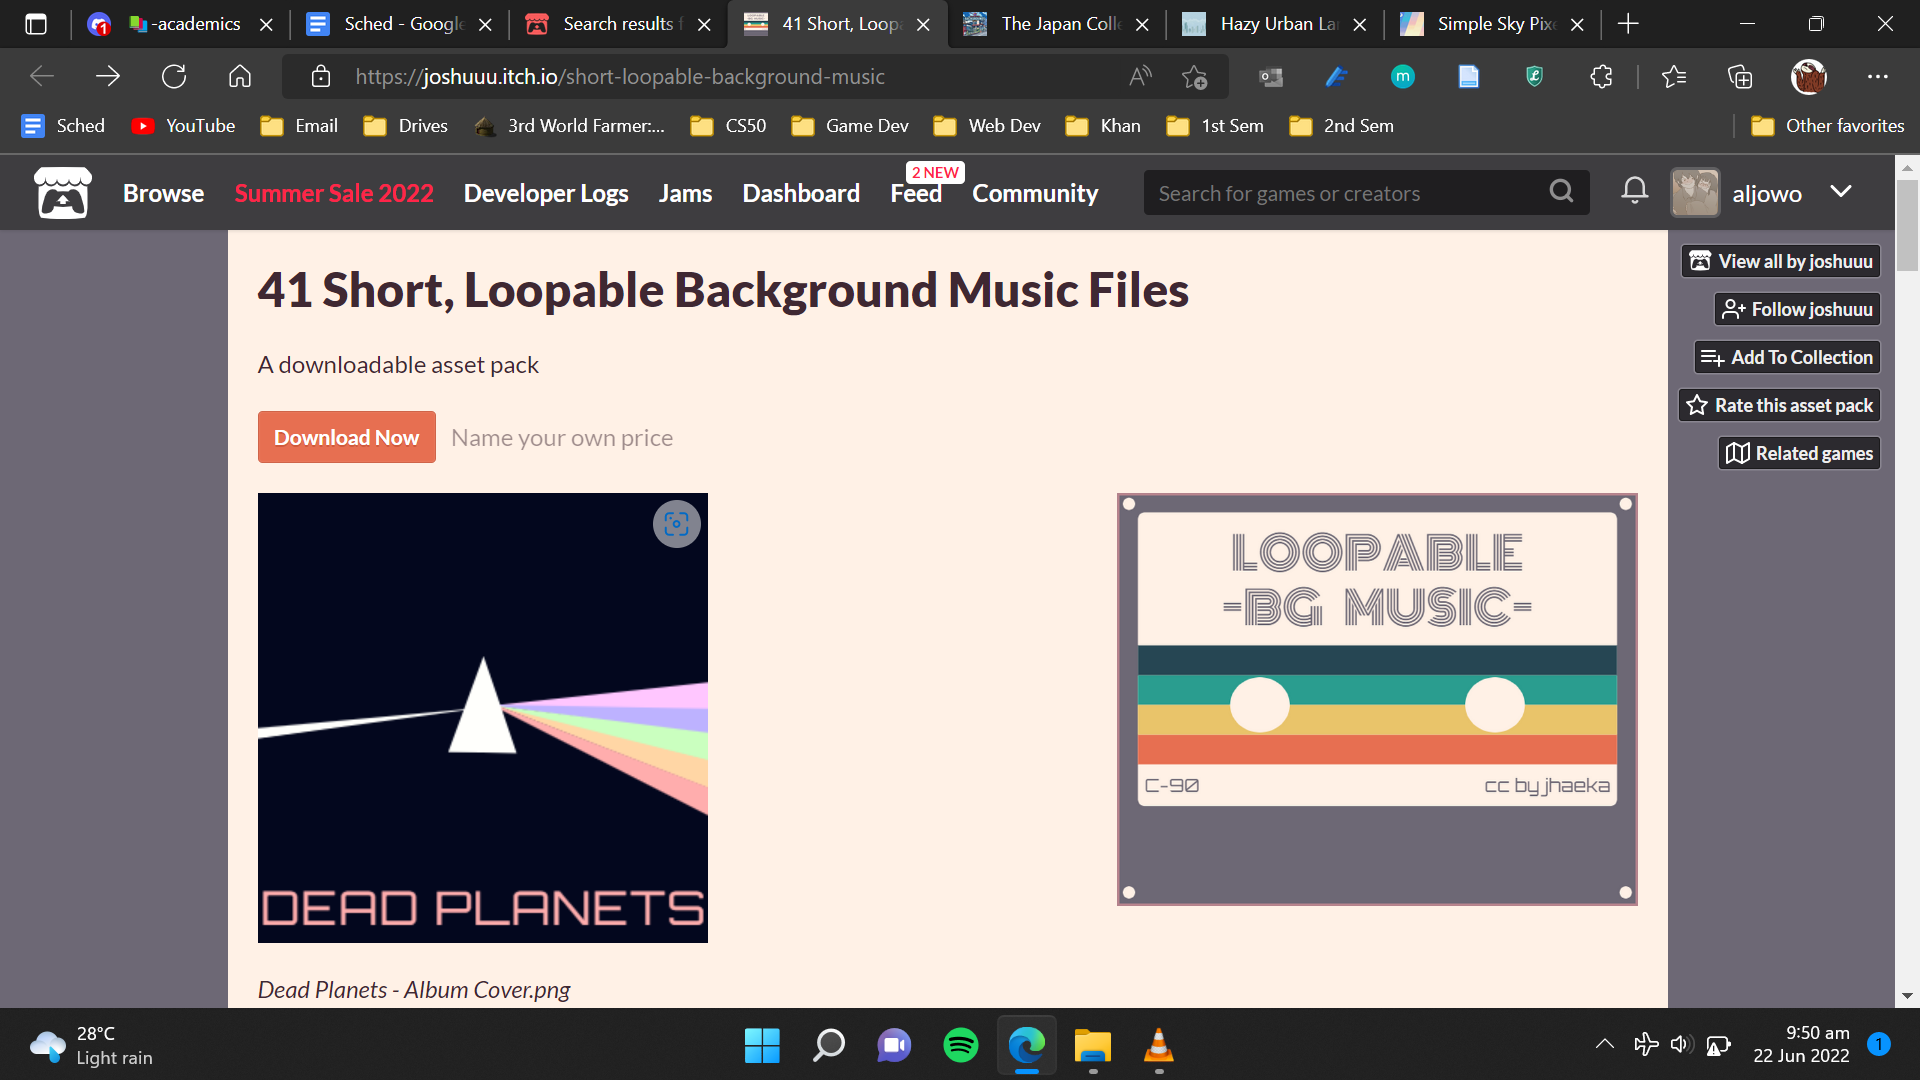 -academics
Sched - Google
Search results f
41 Short, Loopa
The Japan Colle
Hazy Urban Lan
Simple Sky Pixe
https://joshuuu.itch.io/short-loopable-background-music
Sched
YouTube
Email
Drives
3rd World Farmer:...
CS50
Game Dev
Web Dev
Khan
1st Sem
2nd Sem
Other favorites
Browse
Summer Sale 2022
Developer Logs
Jams
Dashboard
2 NEW
Feed
Community
Search for games or creators
aljowo
View all by joshuuu
Follow joshuuu
Add To Collection
Rate this asset pack
Related games
41 Short, Loopable Background Music Files
A downloadable asset pack
Download Now
Name your own price
DEAD PLANETS
Dead Planets - Album Cover.png
LOOPABLE
-BG MUSIC-
C-90
cc by jhaeka
28°C
Light rain
9:50 am
22 Jun 2022
1